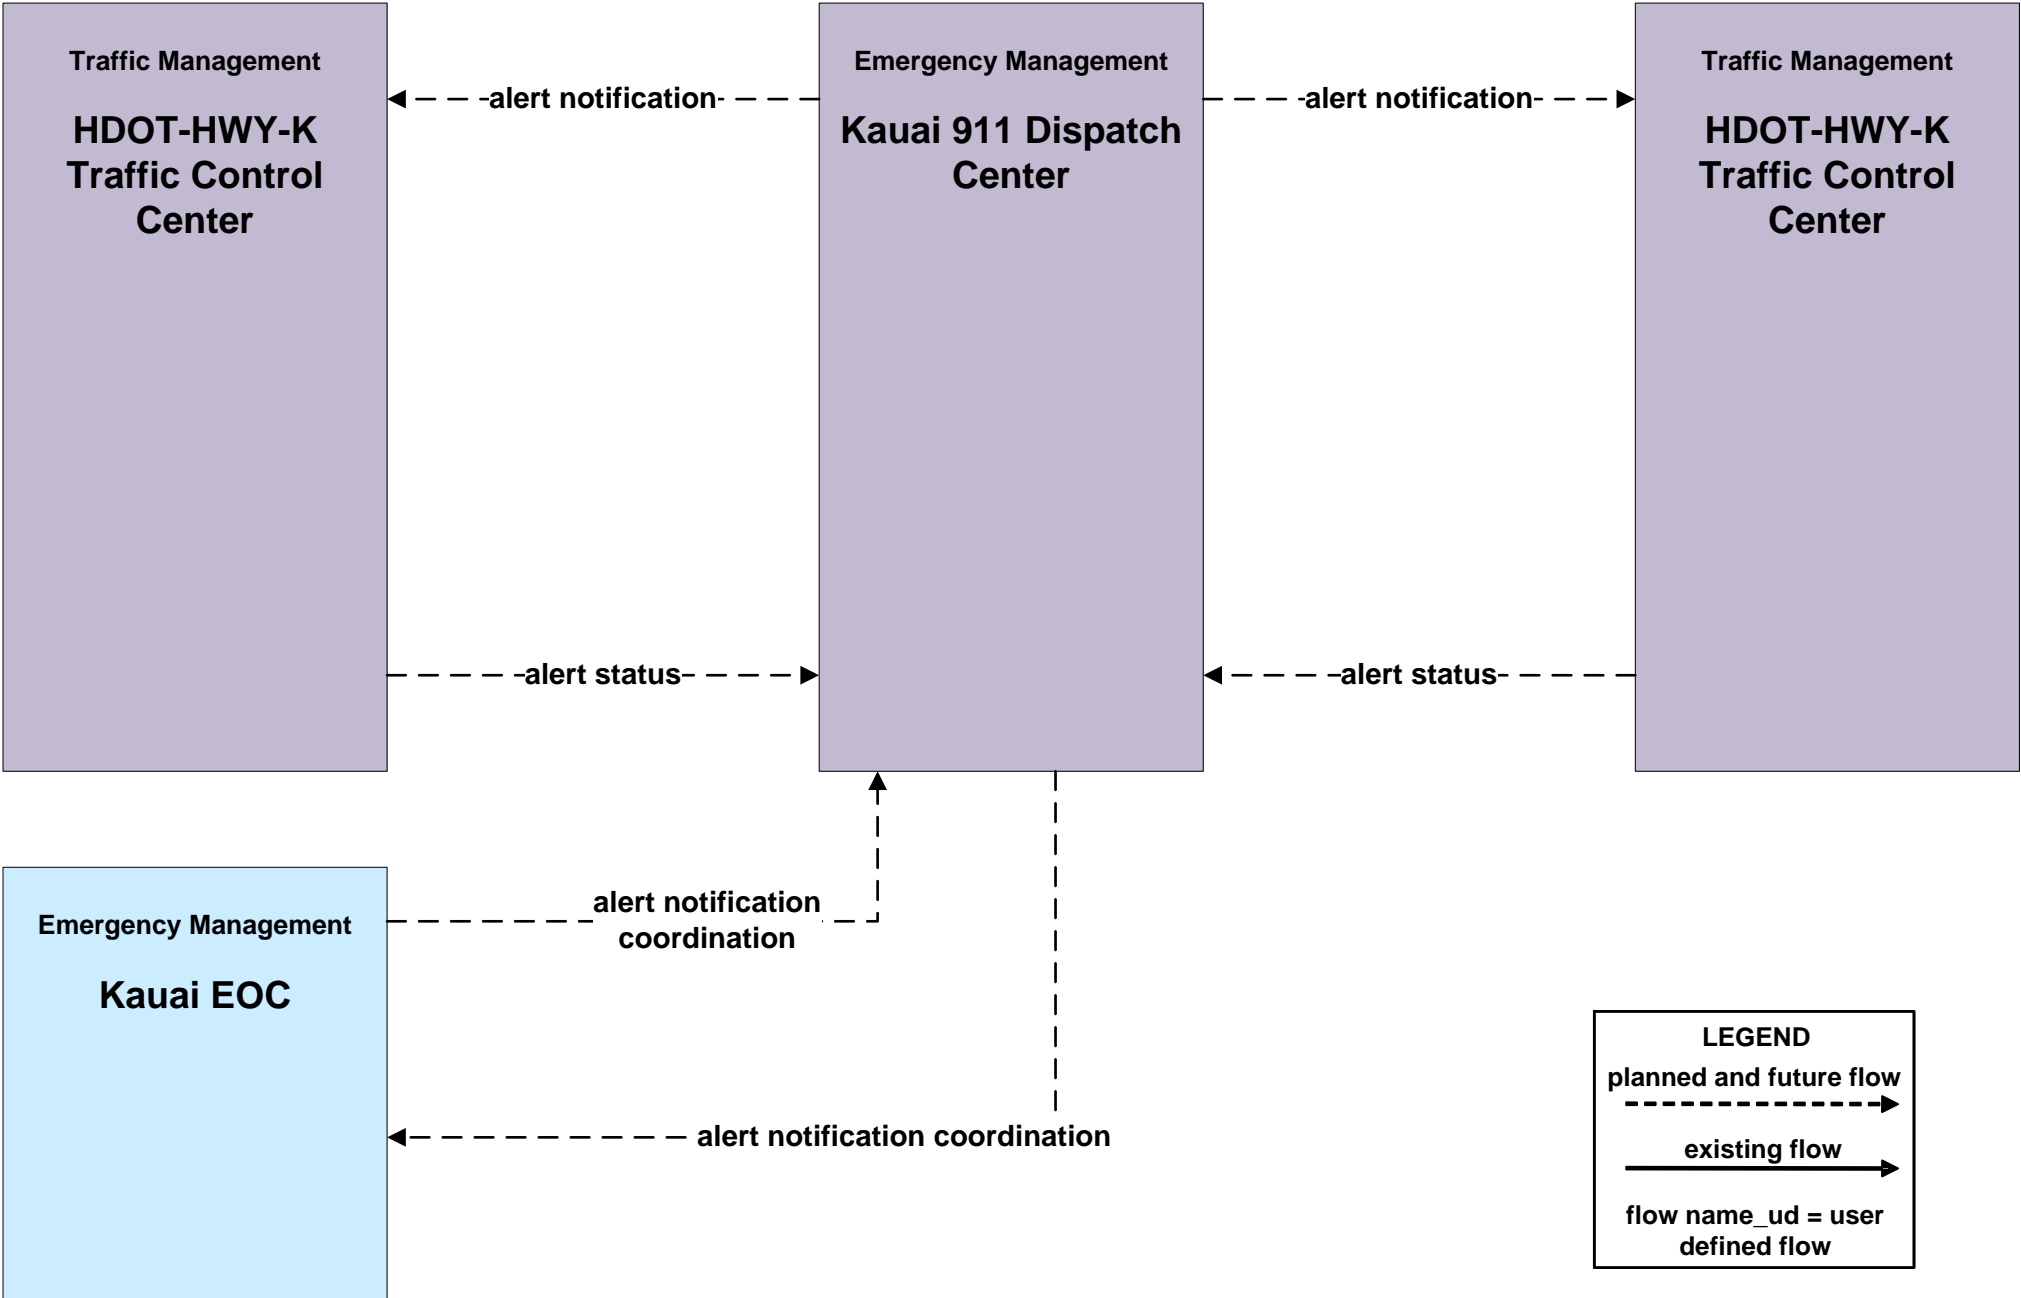 Traffic Management
HDOT-HWY-K
Traffic Control
Center
alert notification
Emergency Management
Kauai 911 Dispatch
Center
alert notification
Traffic Management
HDOT-HWY-K
Traffic Control
Center
alert status
alert status
Emergency Management
Kauai EOC
alert notification
coordination
alert notification coordination
LEGEND
planned and future flow
existing flow
flow name_ud = user
defined flow